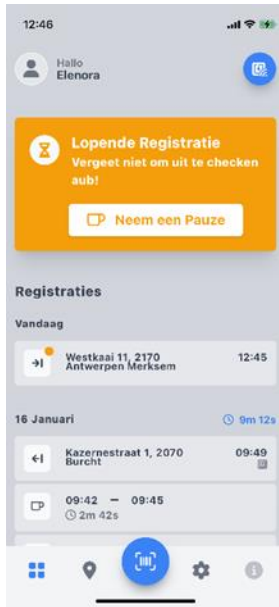 12:46
Hallo
Elenora
Lopende Registratie
Vergeet niet om uit te checken
aub!
Neem een Pauze
Registraties
Vandaag
Westkaai 11, 2170
Antwerpen Merksem
12:45
16 Januari
9m 12s
Kazernestraat 1, 2070
Burcht
09:49
09:42 – 09:45
2m 42s